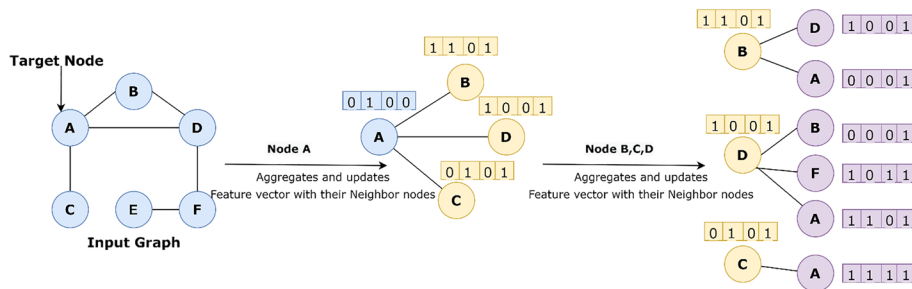 Target Node
B
A
D
C
E
F
Input Graph
Node A
Aggregates and updates
Feature vector with their Neighbor nodes
1 1 0 1
B
0 1 0 0
1 0 0 1
A
D
0 1 0 1
C
Node B,C,D
Aggregates and updates
Feature vector with their Neighbor nodes
1 1 0 1
D
1 0 0 1
B
A
0 0 0 1
1 0 0 1
B
0 0 0 1
D
F
1 0 1 1
A
1 1 0 1
0 1 0 1
C
A
1 1 1 1